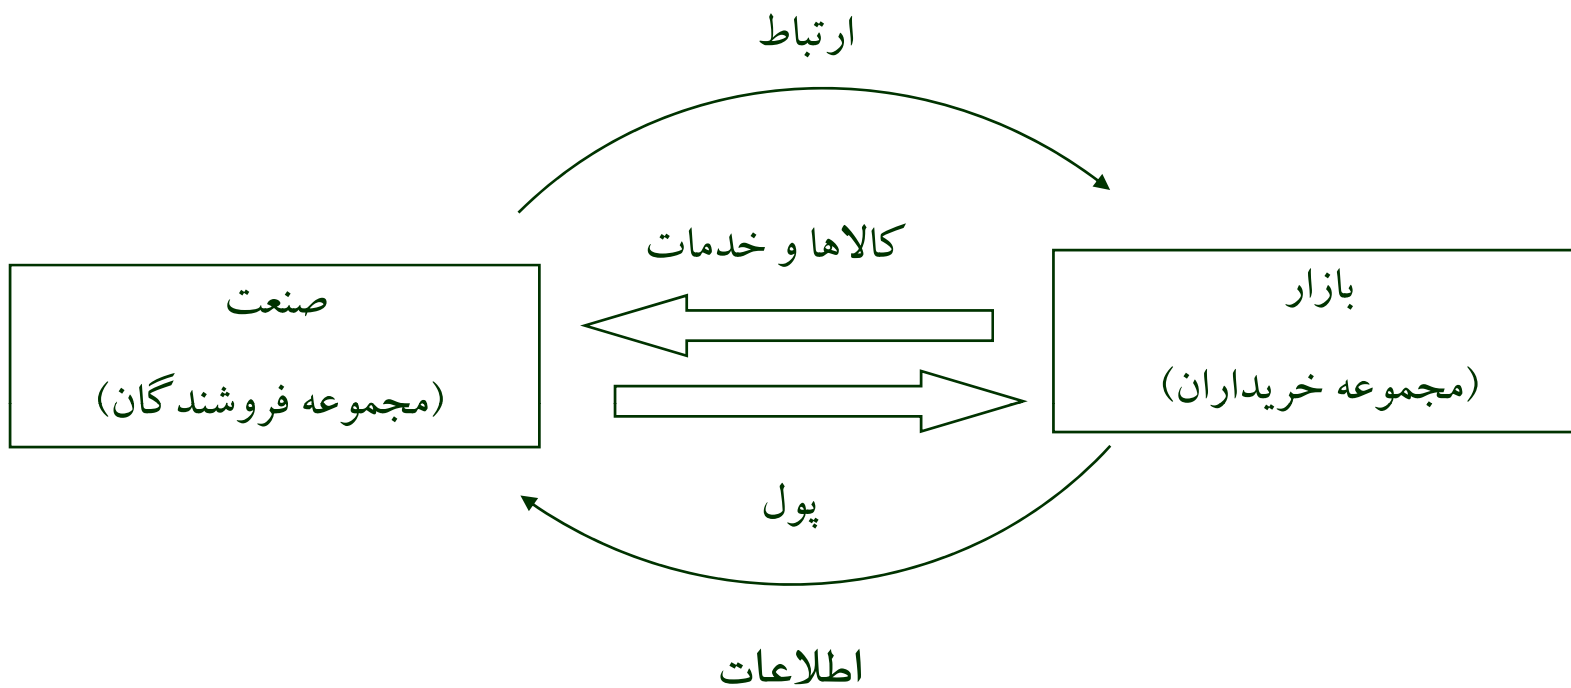 ارتباط
کالاها و خدمات
بازار
(مجموعه خریداران)
صنعت
(مجموعه فروشندگان)
پول
اطلاعات